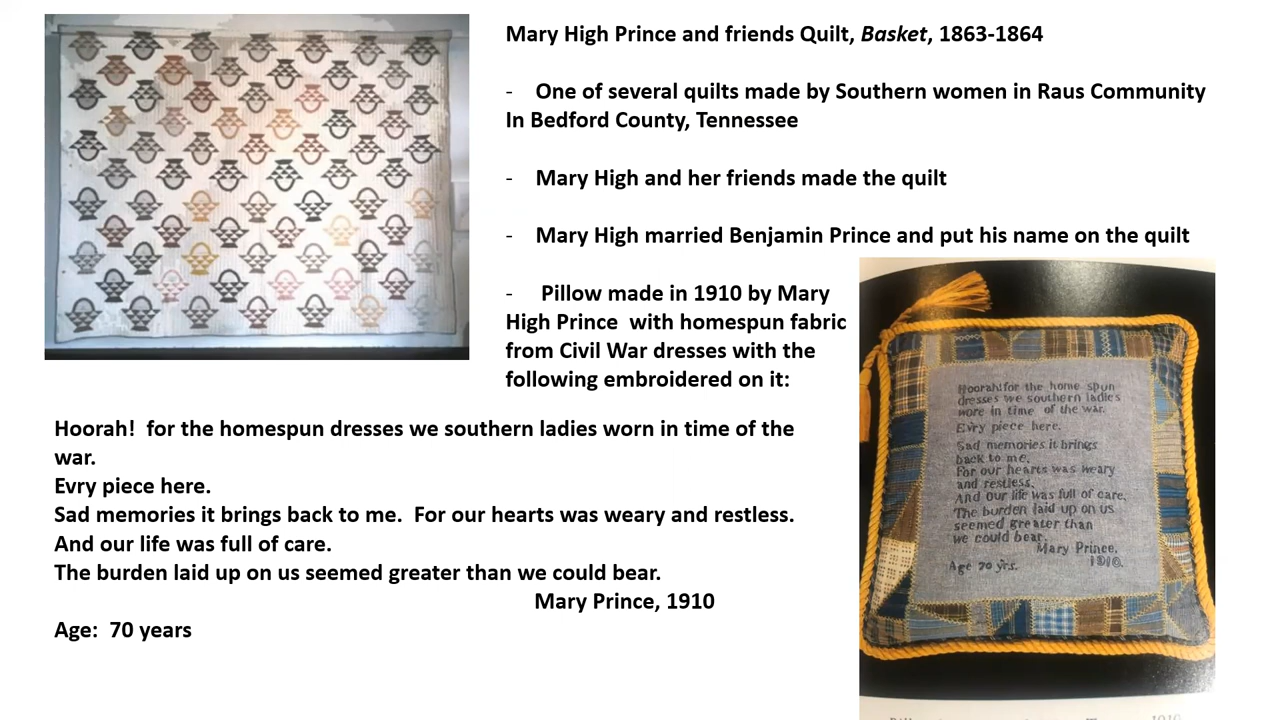 Mary High Prince and friends Quilt, Basket, 1863-1864
- One of several quilts made by Southern women in Raus Community
In Bedford County, Tennessee
- Mary High and her friends made the quilt
- Mary High married Benjamin Prince and put his name on the quilt
- Pillow made in 1910 by Mary
High Prince with homespun fabric
from Civil War dresses with the
following embroidered on it:
Hoorah! for the homespun dresses we southern ladies worn in time of the
war.
Evry piece here.
Sad memories it brings back to me. For our hearts was weary and restless.
And our life was full of care.
The burden laid up on us seemed greater than we could bear.
Mary Prince, 1910
Age: 70 years
Hoorah! for the home spun
dresses we southern ladies
wore in time of the war.
Evry piece here.
Sad memories it brings
back to me.
For our hearts was weary
and restless.
And our life was full of care.
The burden laid up on us
seemed greater than
we could bear.
Mary Prince.
Age 70 yrs. 1910.